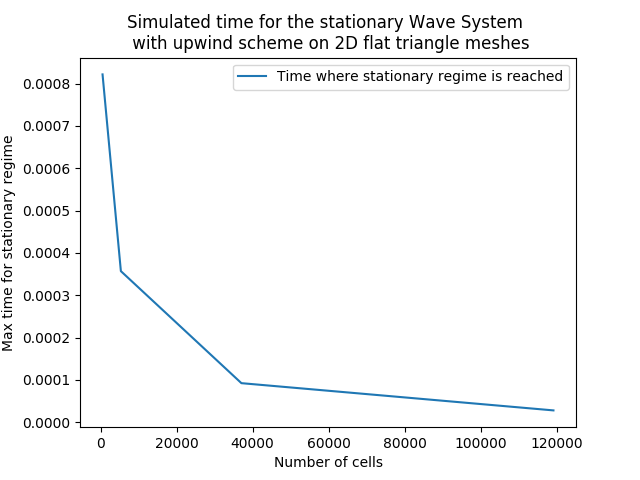 Simulated time for the stationary Wave System
with upwind scheme on 2D flat triangle meshes
Time where stationary regime is reached
Max time for stationary regime
0.0008
0.0007
0.0006
0.0005
0.0004
0.0003
0.0002
0.0001
0.0000
0 20000 40000 60000 80000 100000 120000
Number of cells